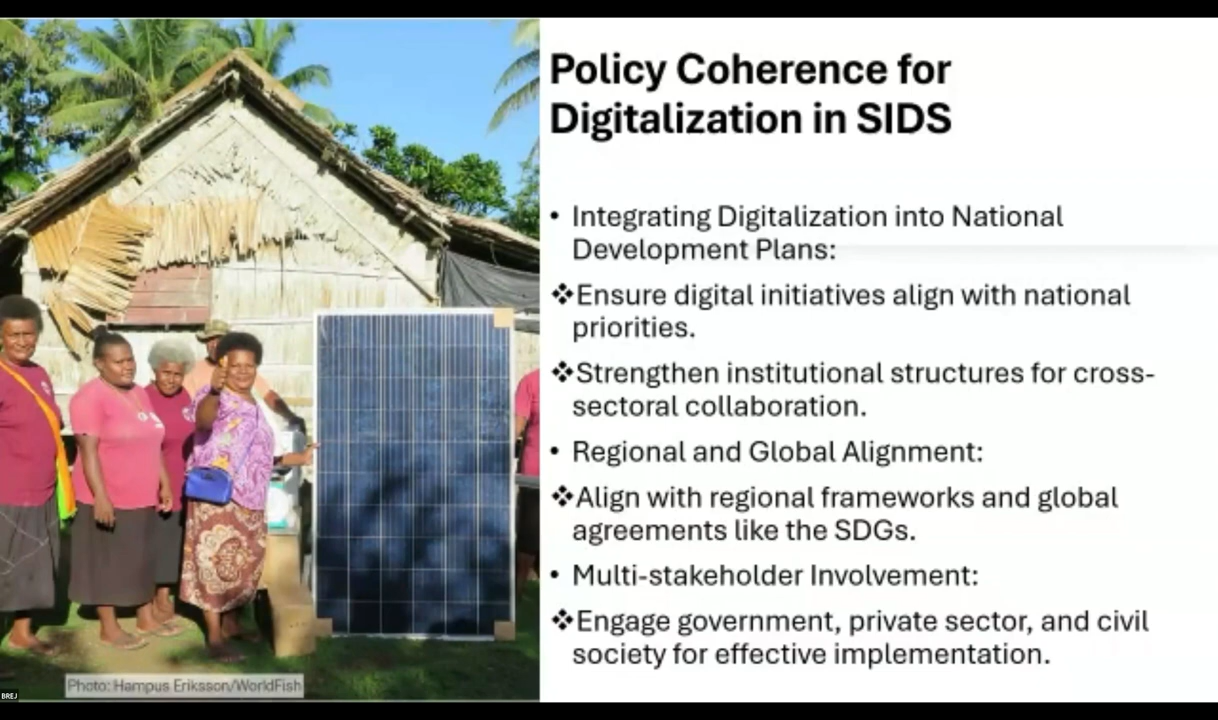 Policy Coherence for
Digitalization in SIDS
• Integrating Digitalization into National
Development Plans:
❖Ensure digital initiatives align with national
priorities.
❖Strengthen institutional structures for cross-
sectoral collaboration.
• Regional and Global Alignment:
❖Align with regional frameworks and global
agreements like the SDGs.
• Multi-stakeholder Involvement:
❖Engage government, private sector, and civil
society for effective implementation.
Photo: Hampus Eriksson/WorldFish
BREJ